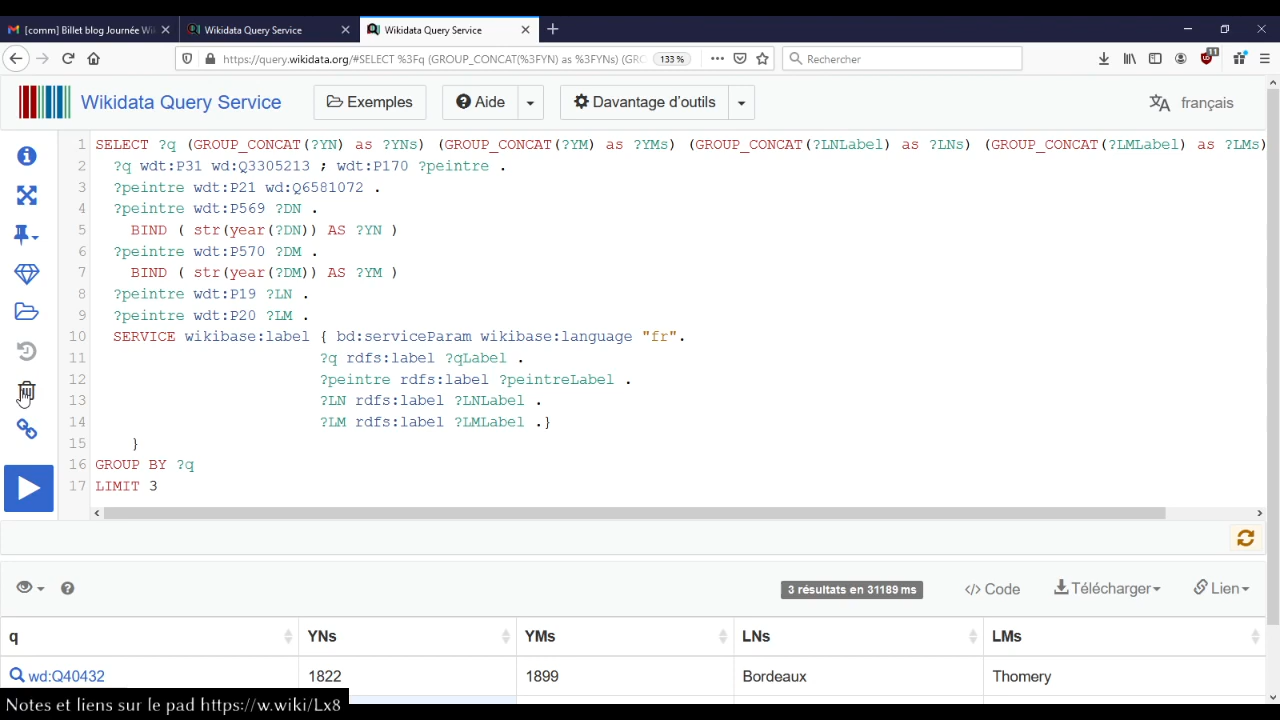 [comm] Billet blog Journée Wi
Wikidata Query Service
Wikidata Query Service
https://query.wikidata.org/#SELECT %3Fq (GROUP_CONCAT(%3FYN) as %3FYNs) (GRC
133 %
Rechercher
11
Wikidata Query Service
Exemples
Aide
Davantage d'outils
français
1 SELECT ?q (GROUP_CONCAT(?YN) as ?YNs) (GROUP_CONCAT(?YM) as ?YMs) (GROUP_CONCAT(?LNLabel) as ?LNs) (GROUP_CONCAT(?LMLabel) as ?LMs)
2 ?q wdt:P31 wd:Q3305213 ; wdt:P170 ?peintre .
3 ?peintre wdt:P21 wd:Q6581072 .
4 ?peintre wdt:P569 ?DN .
5 BIND ( str(year(?DN)) AS ?YN )
6 ?peintre wdt:P570 ?DM .
7 BIND ( str(year(?DM)) AS ?YM )
8 ?peintre wdt:P19 ?LN .
9 ?peintre wdt:P20 ?LM .
10 SERVICE wikibase:label { bd:serviceParam wikibase:language "fr".
11 ?q rdfs:label ?qLabel .
12 ?peintre rdfs:label ?peintreLabel .
13 ?LN rdfs:label ?LNLabel .
14 ?LM rdfs:label ?LMLabel .}
15 }
16 GROUP BY ?q
17 LIMIT 3
3 résultats en 31189 ms
</> Code
Télécharger
Lien
q YNs YMs LNs LMs
wd:Q40432 1822 1899 Bordeaux Thomery
Notes et liens sur le pad https://w.wiki/Lx8